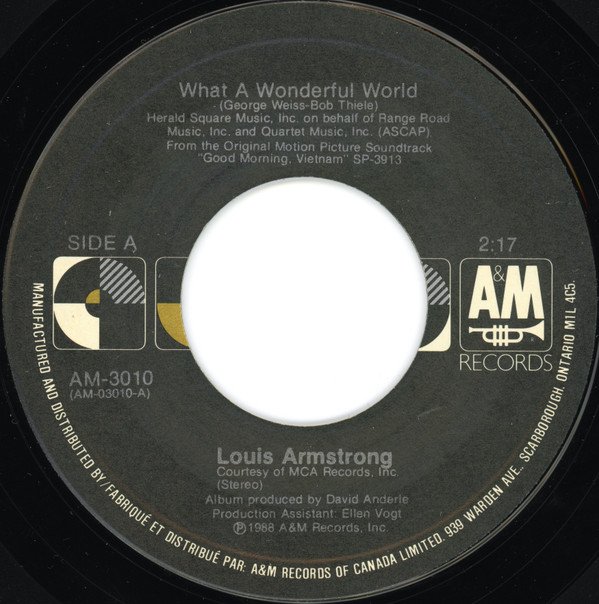 What A Wonderful World
(George Weiss-Bob Thiele)
Herald Square Music, Inc. on behalf of Range Road
Music, Inc. and Quartet Music, Inc. (ASCAP)
From the Original Motion Picture Soundtrack
"Good Morning, Vietnam" SP-3913
SIDE A
2:17
A&M
RECORDS
AM-3010
(AM-03010-A)
Louis Armstrong
Courtesy of MCA Records, Inc.
(Stereo)
Album produced by David Anderle
Production Assistant: Ellen Vogt
Ⓟ1988 A&M Records, Inc.
MANUFACTURED AND DISTRIBUTED BY/FABRIQUÉ ET DISTRIBUÉ PAR: A&M RECORDS OF CANADA LIMITED. 939 WARDEN AVE., SCARBOROUGH, ONTARIO M1L 4C5.